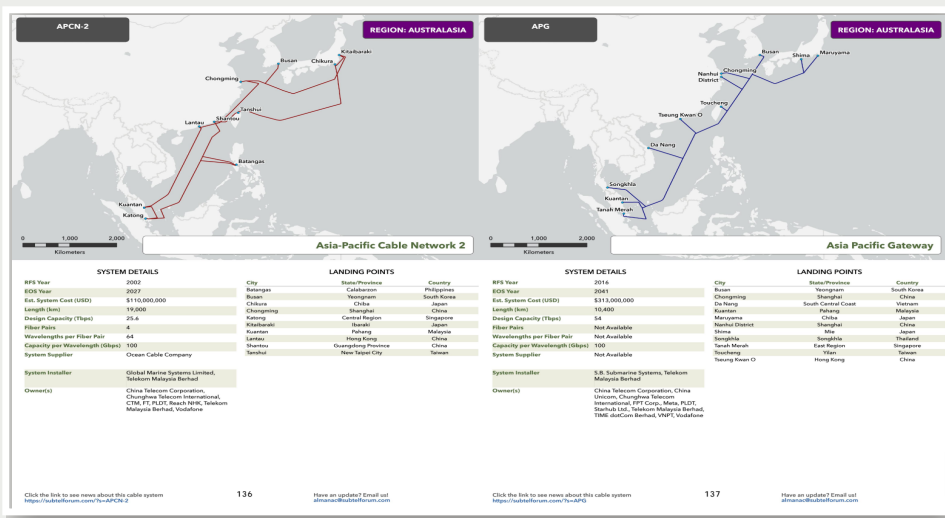 APCN-2
REGION: AUSTRALASIA
Kitaibaraki
Busan
Chikura
Chongming
Tanshui
Shantou
Lantau
Batangas
Kuantan
Katong
0 1,000 2,000
Kilometers
Asia-Pacific Cable Network 2
SYSTEM DETAILS
RFS Year 2002
EOS Year 2027
Est. System Cost (USD) $110,000,000
Length (km) 19,000
Design Capacity (Tbps) 25.6
Fiber Pairs 4
Wavelengths per Fiber Pair 64
Capacity per Wavelength (Gbps) 100
System Supplier Ocean Cable Company
System Installer Global Marine Systems Limited,
Telekom Malaysia Berhad
Owner(s) China Telecom Corporation,
Chunghwa Telecom International,
CTM, FT, PLDT, Reach NHK, Telekom
Malaysia Berhad, Vodafone
LANDING POINTS
City State/Province Country
Batangas Calabarzon Philippines
Busan Yeongnam South Korea
Chikura Chiba Japan
Chongming Shanghai China
Katong Central Region Singapore
Kitaibaraki Ibaraki Japan
Kuantan Pahang Malaysia
Lantau Hong Kong China
Shantou Guangdong Province China
Tanshui New Taipei City Taiwan
Click the link to see news about this cable system
https://subtelforum.com/?s=APCN-2
136
Have an update? Email us!
almanac@subtelforum.com
APG
REGION: AUSTRALASIA
Busan
Shima
Maruyama
Chongming
Nanhui
District
Toucheng
Tseung Kwan O
Da Nang
Songkhla
Kuantan
Tanah Merah
0 1,000 2,000
Kilometers
Asia Pacific Gateway
SYSTEM DETAILS
RFS Year 2016
EOS Year 2041
Est. System Cost (USD) $313,000,000
Length (km) 10,400
Design Capacity (Tbps) 54
Fiber Pairs Not Available
Wavelengths per Fiber Pair Not Available
Capacity per Wavelength (Gbps) 100
System Supplier Not Available
System Installer S.B. Submarine Systems, Telekom
Malaysia Berhad
Owner(s) China Telecom Corporation, China
Unicom, Chunghwa Telecom
International, FPT Corp., Meta, PLDT,
Starhub Ltd., Telekom Malaysia Berhad,
TIME dotCom Berhad, VNPT, Vodafone
LANDING POINTS
City State/Province Country
Busan Yeongnam South Korea
Chongming Shanghai China
Da Nang South Central Coast Vietnam
Kuantan Pahang Malaysia
Maruyama Chiba Japan
Nanhui District Shanghai China
Shima Mie Japan
Songkhla Songkhla Thailand
Tanah Merah East Region Singapore
Toucheng Yilan Taiwan
Tseung Kwan O Hong Kong China
Click the link to see news about this cable system
https://subtelforum.com/?s=APG
137
Have an update? Email us!
almanac@subtelforum.com